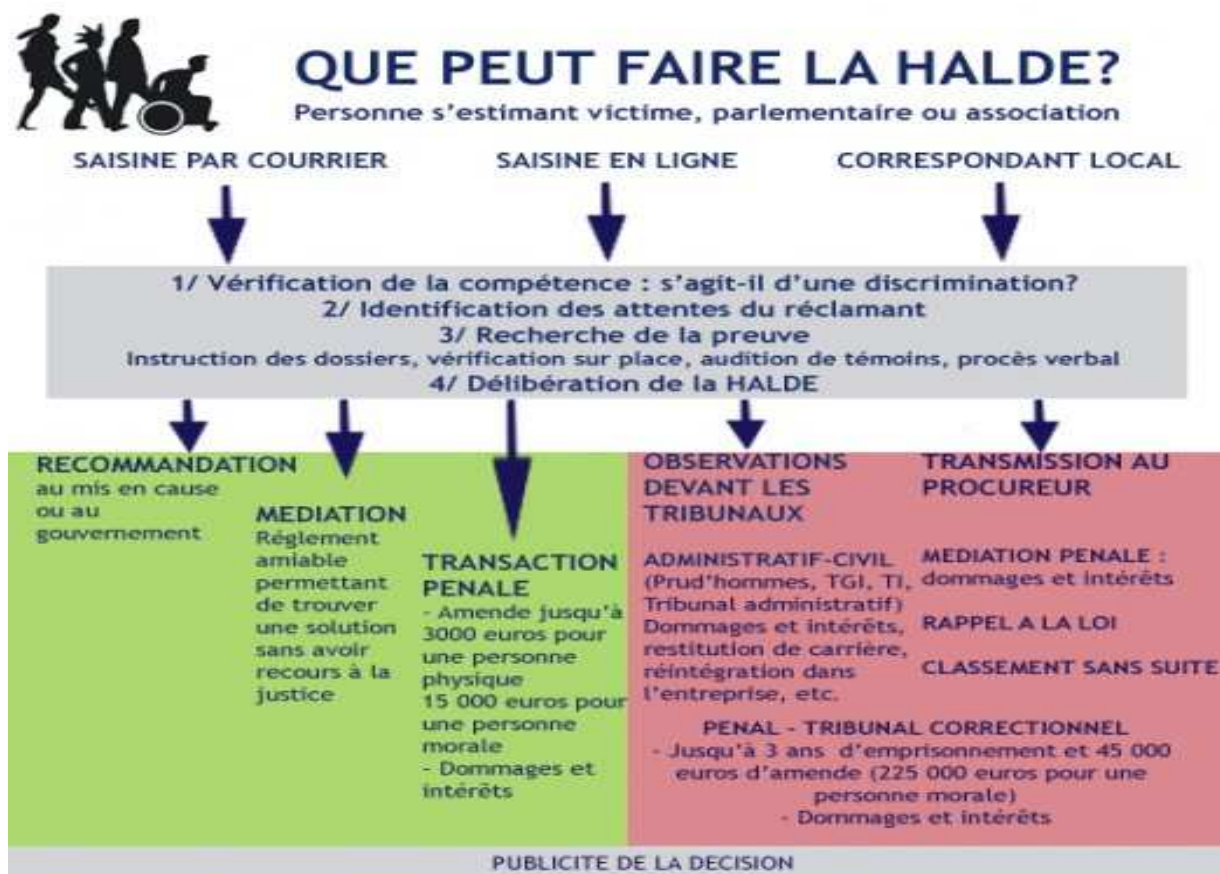 QUE PEUT FAIRE LA HALDE?
Personne s'estimant victime, parlementaire ou association
SAISINE PAR COURRIER
SAISINE EN LIGNE
CORRESPONDANT LOCAL
1/ Vérification de la compétence : s'agit-il d'une discrimination?
2/ Identification des attentes du réclamant
3/ Recherche de la preuve
Instruction des dossiers, vérification sur place, audition de témoins, procès verbal
4/ Délibération de la HALDE
RECOMMANDATION
au mis en cause
ou au
gouvernement
MEDIATION
Réglement
amiable
permettant
de trouver
une solution
sans avoir
recours à la
justice
TRANSACTION
PENALE
- Amende jusqu'à
3000 euros pour
une personne
physique
15 000 euros pour
une personne
morale
- Dommages et
intérêts
OBSERVATIONS
DEVANT LES
TRIBUNAUX
ADMINISTRATIF-CIVIL
(Prud'hommes, TGI, TI,
Tribunal administratif)
Dommages et intérêts,
restitution de carrière,
réintégration dans
l'entreprise, etc.
TRANSMISSION AU
PROCUREUR
MEDIATION PENALE :
dommages et intérêts
RAPPEL A LA LOI
CLASSEMENT SANS SUITE
PENAL - TRIBUNAL CORRECTIONNEL
- Jusqu'à 3 ans d'emprisonnement et 45 000
euros d'amende (225 000 euros pour une
personne morale)
- Dommages et intérêts
PUBLICITE DE LA DECISION